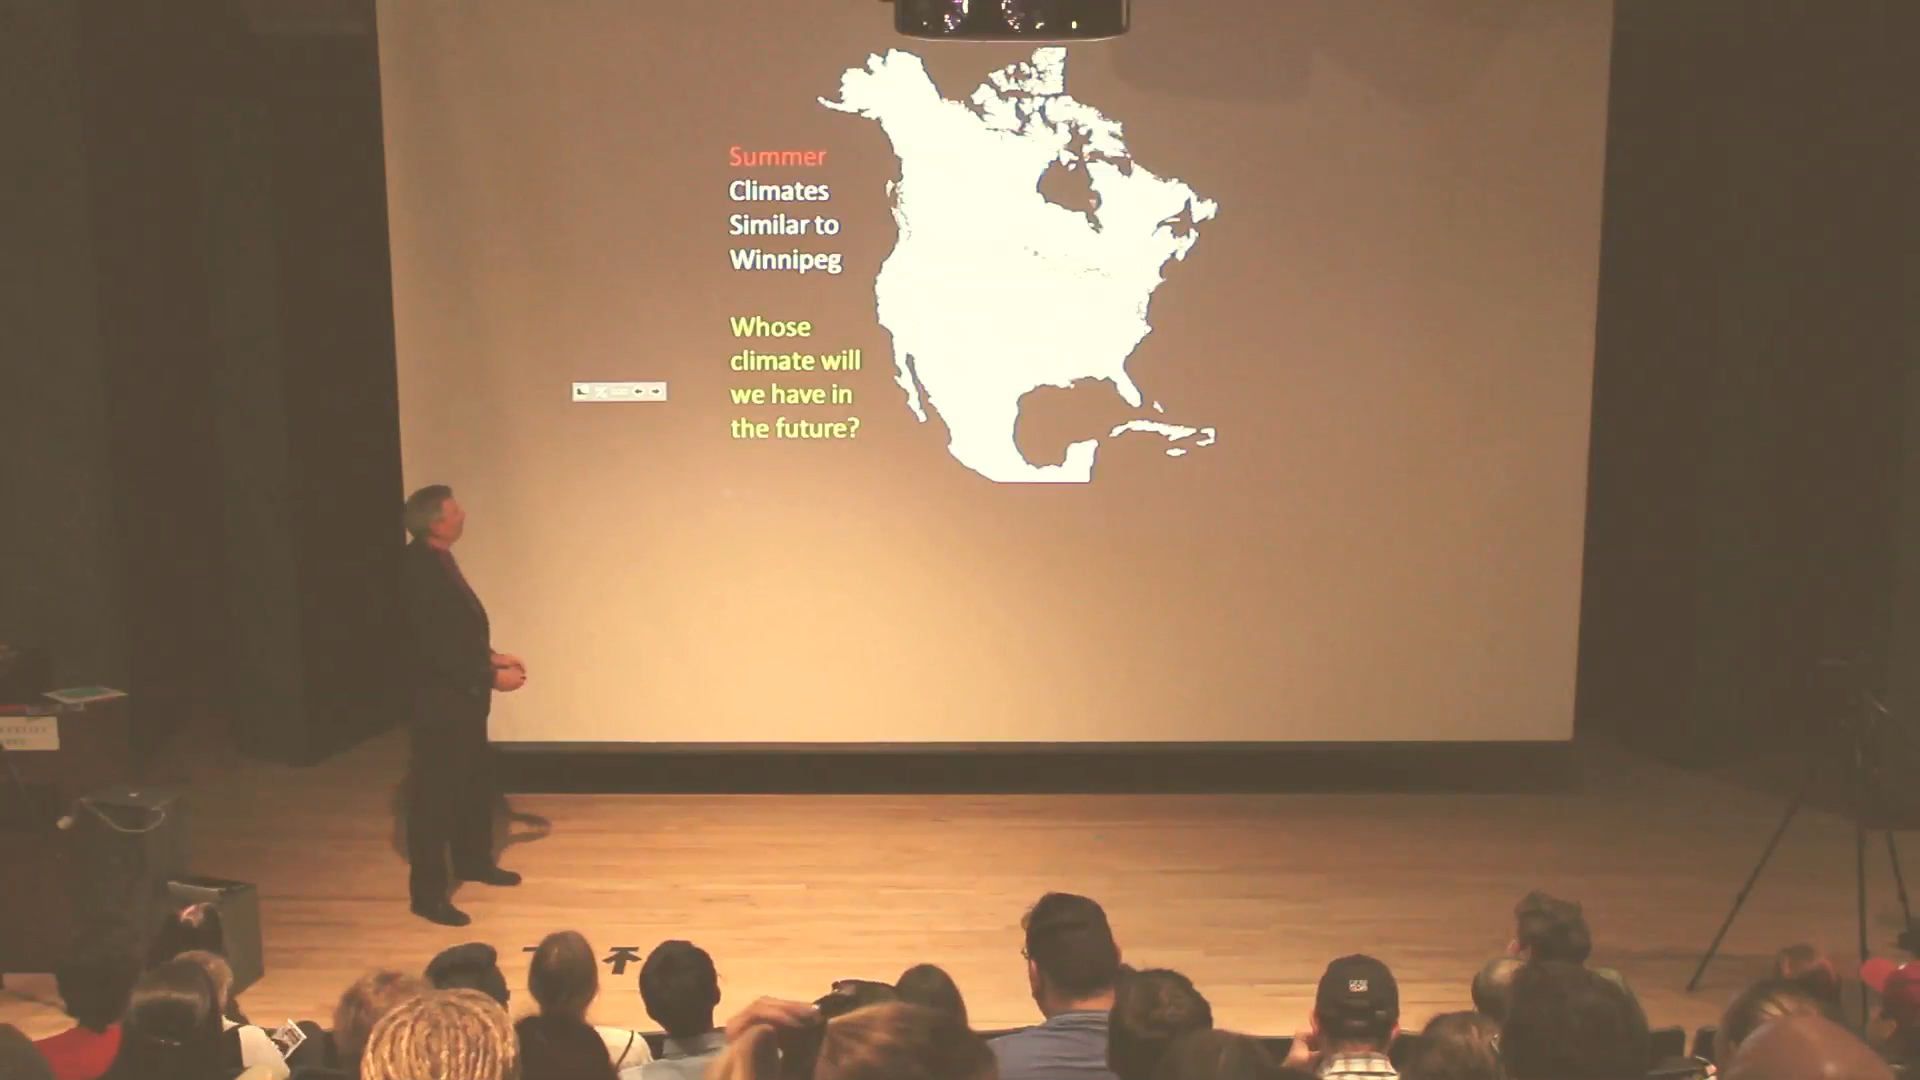 Summer
Climates
Similar to
Winnipeg
Whose
climate will
we have in
the future?